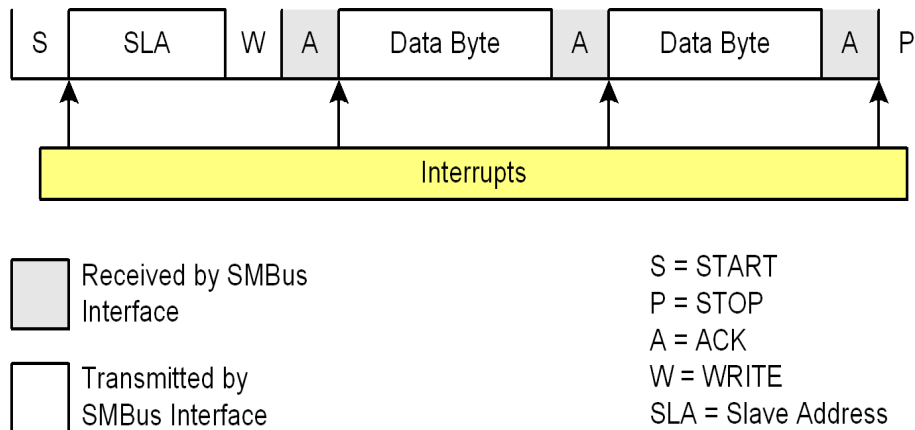 S SLA W A Data Byte A Data Byte A P
Interrupts
Received by SMBus
Interface
Transmitted by
SMBus Interface
S = START
P = STOP
A = ACK
W = WRITE
SLA = Slave Address